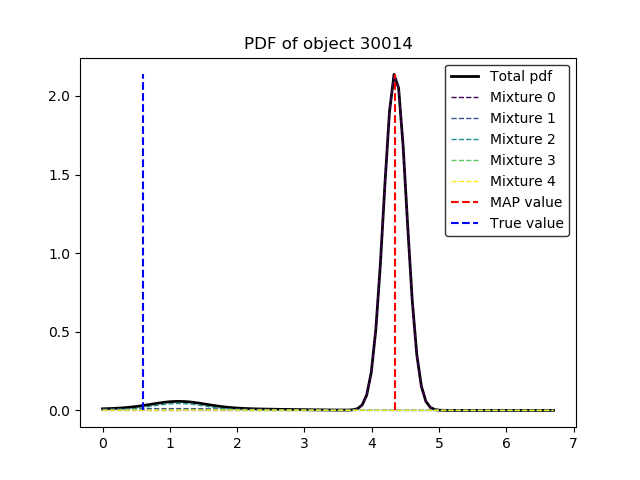 PDF of object 30014
Total pdf
Mixture 0
Mixture 1
Mixture 2
Mixture 3
Mixture 4
MAP value
True value
2.0
1.5
1.0
0.5
0.0
0 1 2 3 4 5 6 7